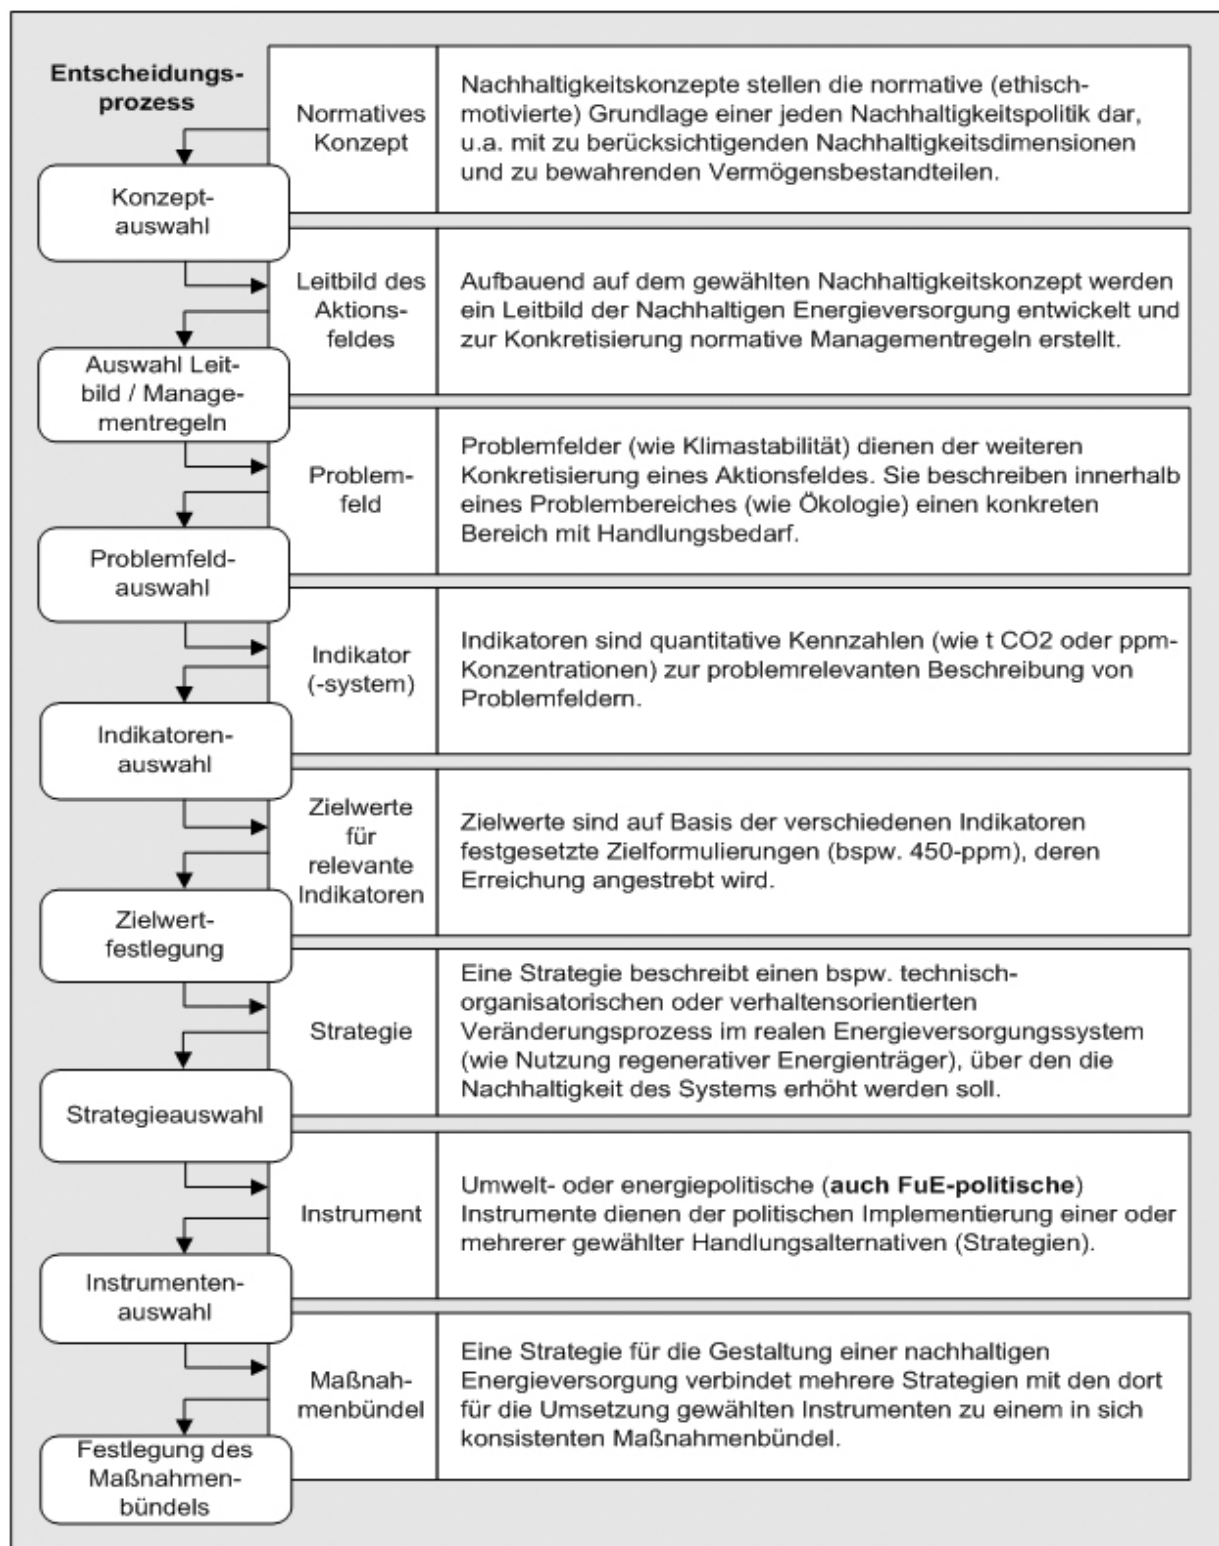 Entscheidungs-
prozess
Normatives
Konzept
Nachhaltigkeitskonzepte stellen die normative (ethisch-
motivierte) Grundlage einer jeden Nachhaltigkeitspolitik dar,
u.a. mit zu berücksichtigenden Nachhaltigkeitsdimensionen
und zu bewahrenden Vermögensbestandteilen.
Konzept-
auswahl
Leitbild des
Aktions-
feldes
Aufbauend auf dem gewählten Nachhaltigkeitskonzept werden
ein Leitbild der Nachhaltigen Energieversorgung entwickelt und
zur Konkretisierung normative Managementregeln erstellt.
Auswahl Leit-
bild / Manage-
mentregeln
Problem-
feld
Problemfelder (wie Klimastabilität) dienen der weiteren
Konkretisierung eines Aktionsfeldes. Sie beschreiben innerhalb
eines Problembereiches (wie Ökologie) einen konkreten
Bereich mit Handlungsbedarf.
Problemfeld-
auswahl
Indikator
(-system)
Indikatoren sind quantitative Kennzahlen (wie t CO2 oder ppm-
Konzentrationen) zur problemrelevanten Beschreibung von
Problemfeldern.
Indikatoren-
auswahl
Zielwerte
für
relevante
Indikatoren
Zielwerte sind auf Basis der verschiedenen Indikatoren
festgesetzte Zielformulierungen (bspw. 450-ppm), deren
Erreichung angestrebt wird.
Zielwert-
festlegung
Strategie
Eine Strategie beschreibt einen bspw. technisch-
organisatorischen oder verhaltensorientierten
Veränderungsprozess im realen Energieversorgungssystem
(wie Nutzung regenerativer Energienträger), über den die
Nachhaltigkeit des Systems erhöht werden soll.
Strategieauswahl
Instrument
Umwelt- oder energiepolitische (auch FuE-politische)
Instrumente dienen der politischen Implementierung einer oder
mehrerer gewählter Handlungsalternativen (Strategien).
Instrumenten-
auswahl
Maßnah-
menbündel
Eine Strategie für die Gestaltung einer nachhaltigen
Energieversorgung verbindet mehrere Strategien mit den dort
für die Umsetzung gewählten Instrumenten zu einem in sich
konsistenten Maßnahmenbündel.
Festlegung des
Maßnahmen-
bündels